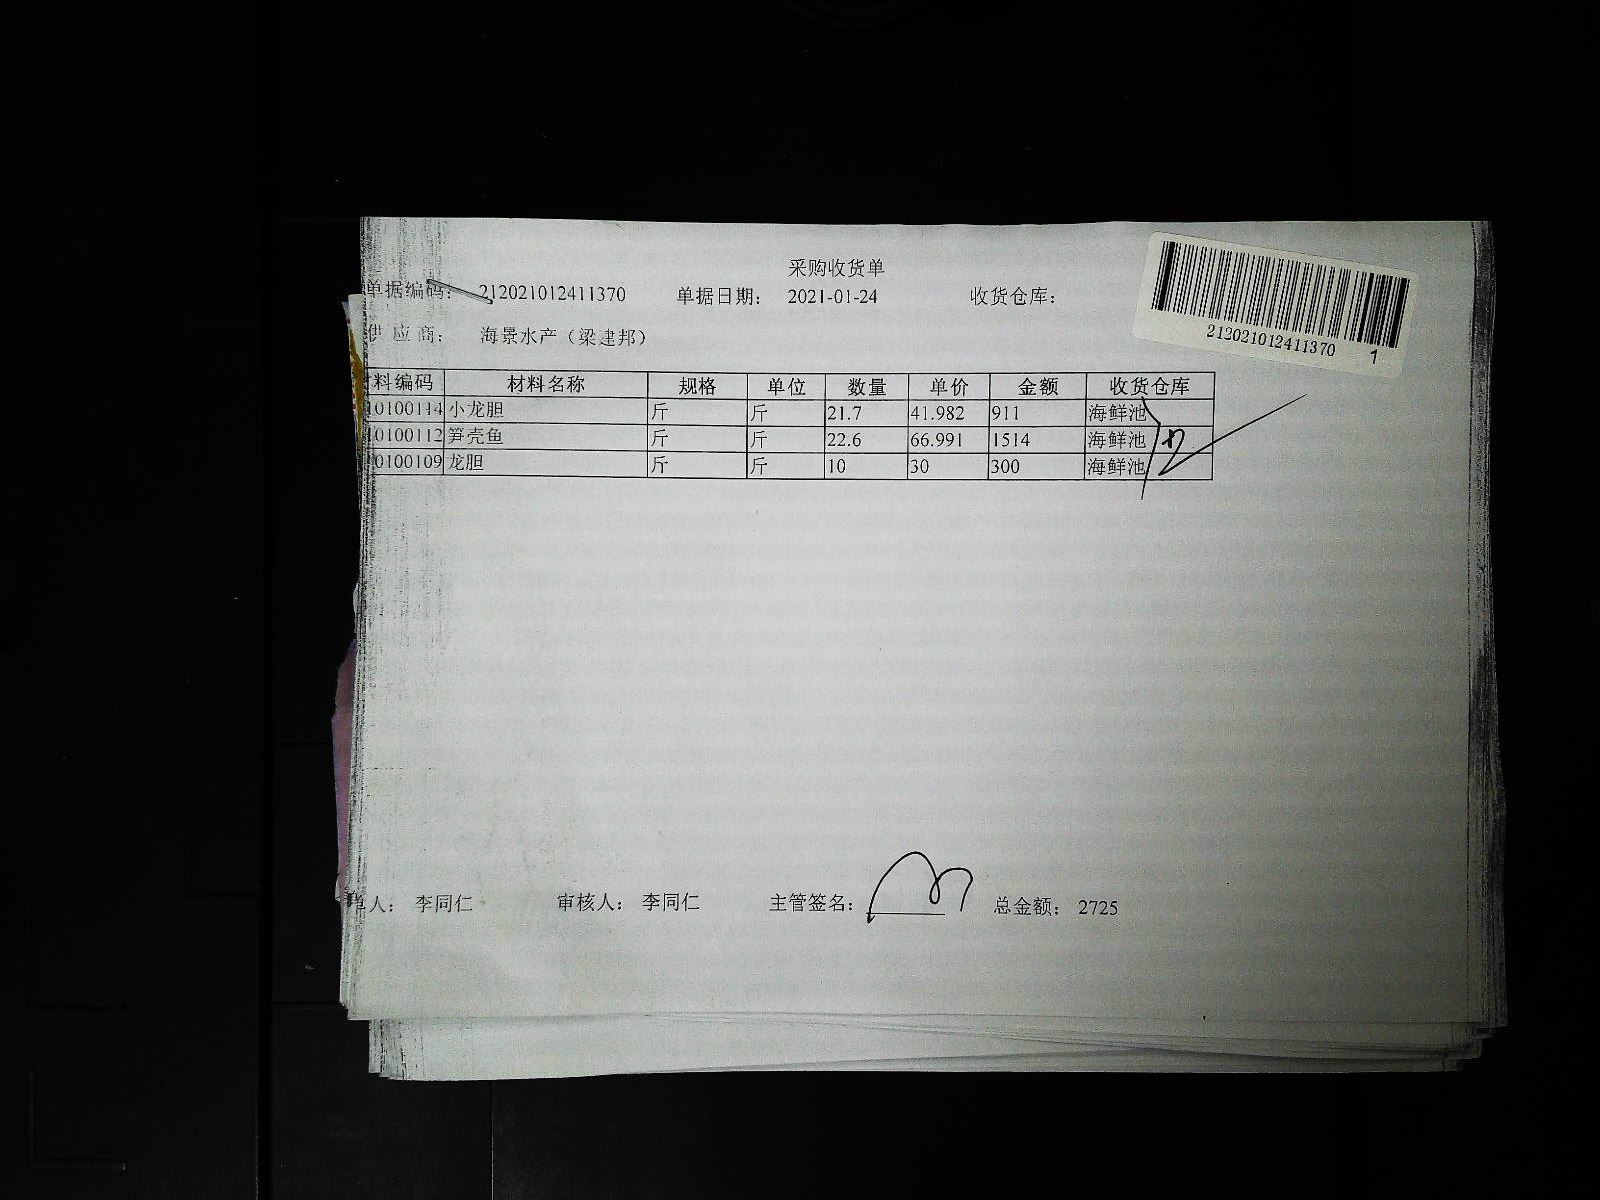 采购收货单
单据编码： 212021012411370 单据日期： 2021-01-24 收货仓库：
212021012411370 1
供应商： 海景水产（梁建邦）
材料编码 材料名称 规格 单位 数量 单价 金额 收货仓库
0100114 小龙胆 斤 斤 21.7 41.982 911 海鲜池
0100112 笋壳鱼 斤 斤 22.6 66.991 1514 海鲜池
0100109 龙胆 斤 斤 10 30 300 海鲜池
单人： 李同仁 审核人： 李同仁 主管签名： 总金额： 2725